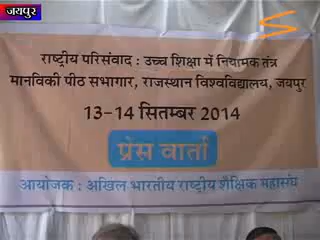 जयपुर
राष्ट्रीय परिसंवाद : उच्च शिक्षा में नियामक तंत्र
मानविकी पीठ सभागार, राजस्थान विश्वविद्यालय, जयपुर
13-14 सितम्बर 2014
प्रेस वार्ता
आयोजक : अखिल भारतीय राष्ट्रीय शैक्षिक महासंघ